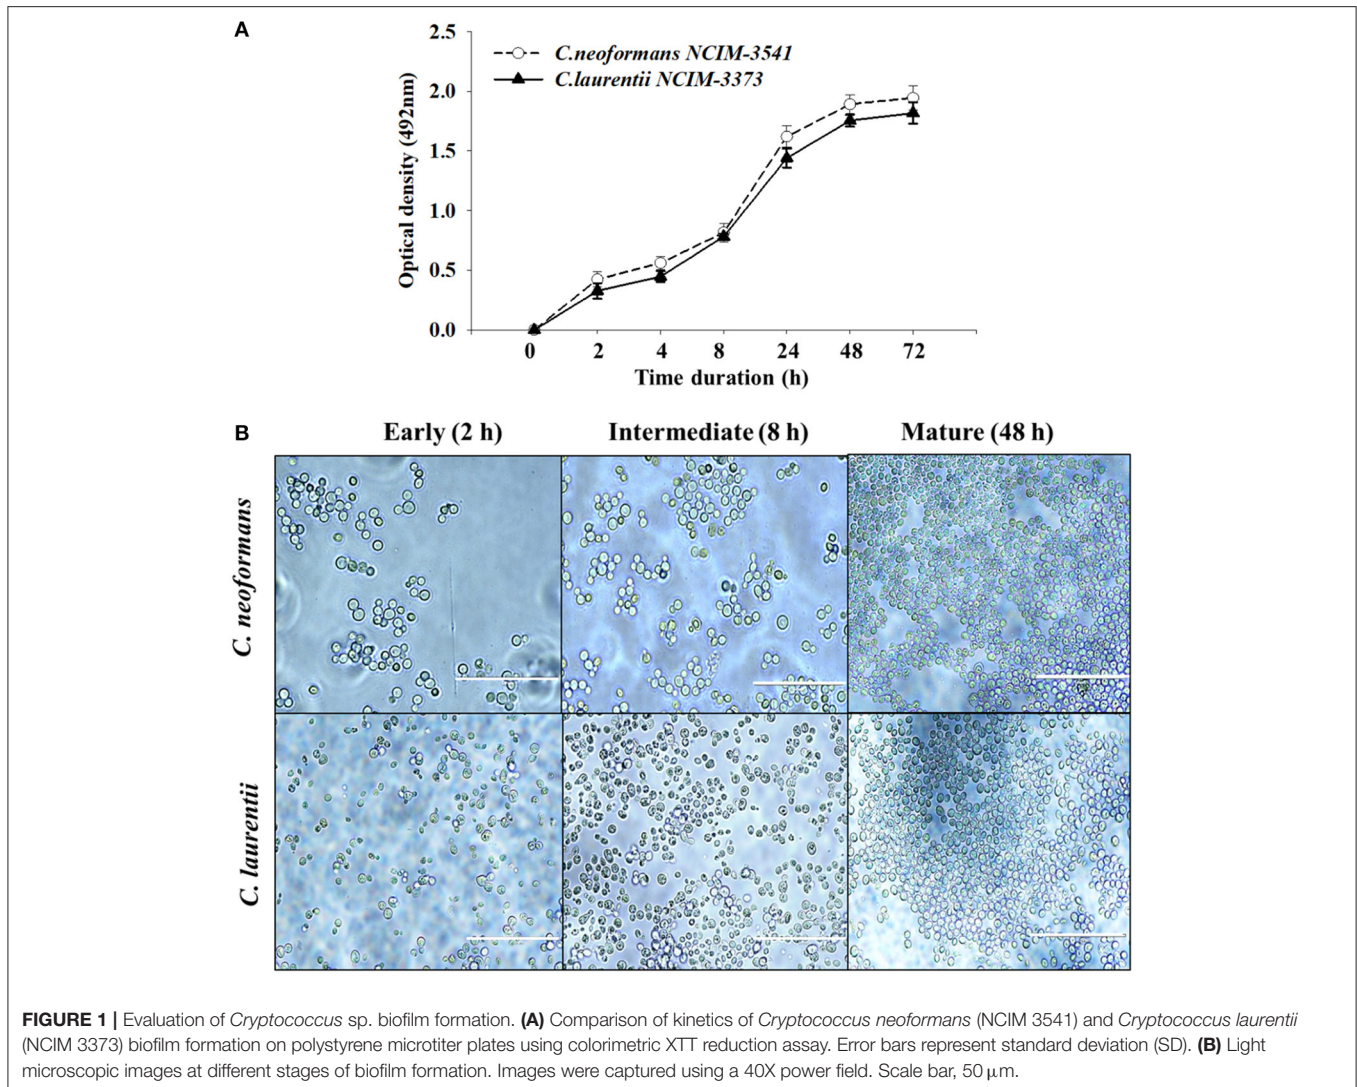 A
2.5
2.0
1.5
1.0
0.5
0.0
Optical density (492nm)
C.neoformans NCIM-3541
C.laurentii NCIM-3373
0 2 4 8 24 48 72
Time duration (h)
B
Early (2 h) Intermediate (8 h) Mature (48 h)
C. neoformans
C. laurentii
FIGURE 1 | Evaluation of Cryptococcus sp. biofilm formation. (A) Comparison of kinetics of Cryptococcus neoformans (NCIM 3541) and Cryptococcus laurentii
(NCIM 3373) biofilm formation on polystyrene microtiter plates using colorimetric XTT reduction assay. Error bars represent standard deviation (SD). (B) Light
microscopic images at different stages of biofilm formation. Images were captured using a 40X power field. Scale bar, 50 μm.